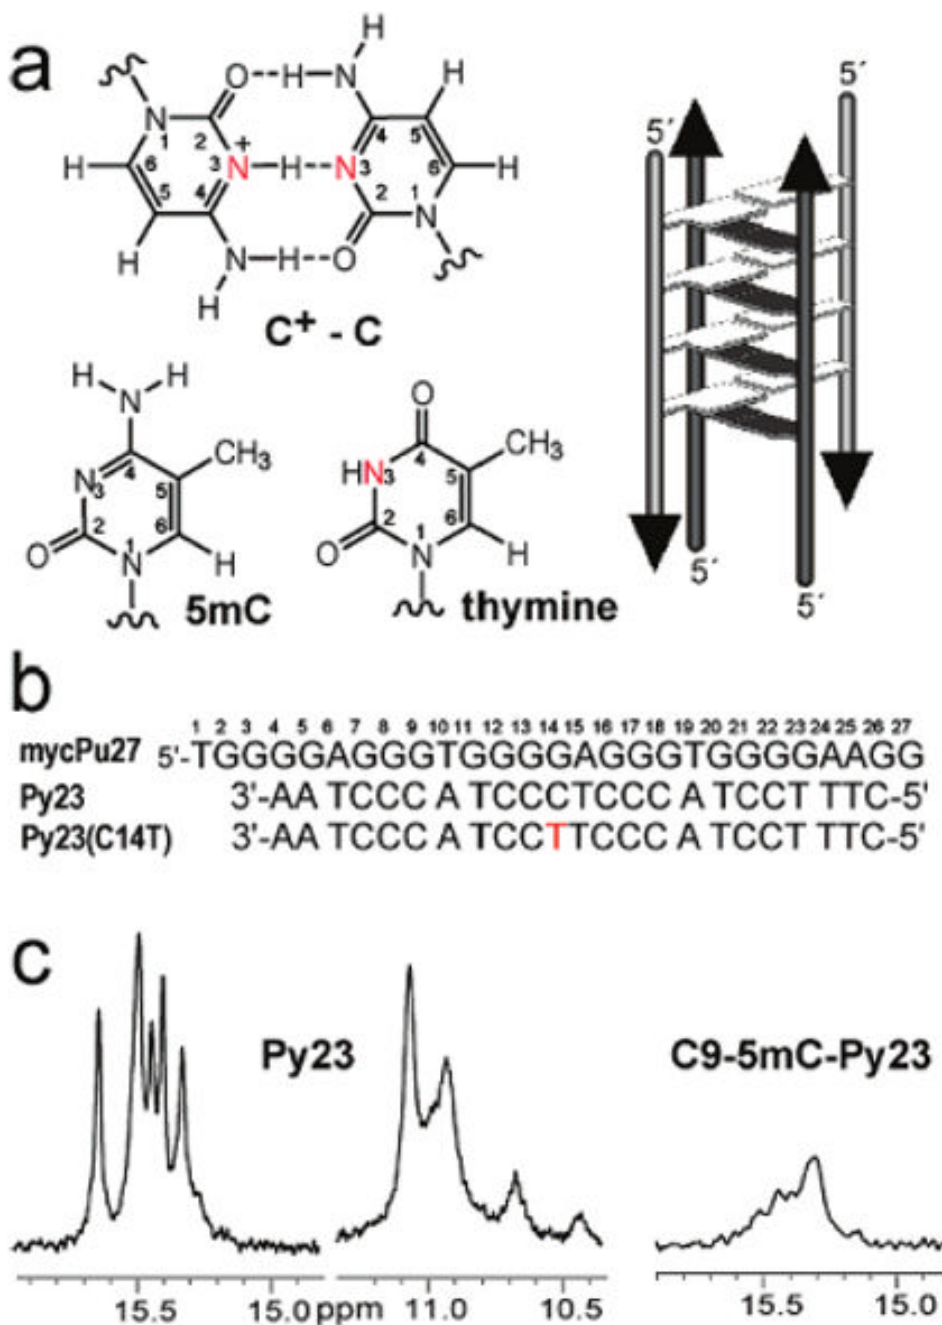 a
H
O H N H
N 1 2 + 4 5
H 6 3 N H N 3 6 H
5 4 2 1 N
H N H O
H
C⁺ - C
5´ 5´
5´ 5´
H H
N O
N 3 4 5 CH₃ HN 3 4 5 CH₃
2 1 6 2 1 6
O N H O N H
5mC thymine
b
1 2 3 4 5 6 7 8 9 10 11 12 13 14 15 16 17 18 19 20 21 22 23 24 25 26 27
mycPu27 5'-TGGGGAGGGTGGGGAGGGTGGGGAAGG
Py23 3'-AA TCCC A TCCCTCCC A TCCT TTC-5'
Py23(C14T) 3'-AA TCCC A TCCTTCCC A TCCT TTC-5'
c
Py23 C9-5mC-Py23
15.5 15.0 ppm 11.0 10.5 15.5 15.0